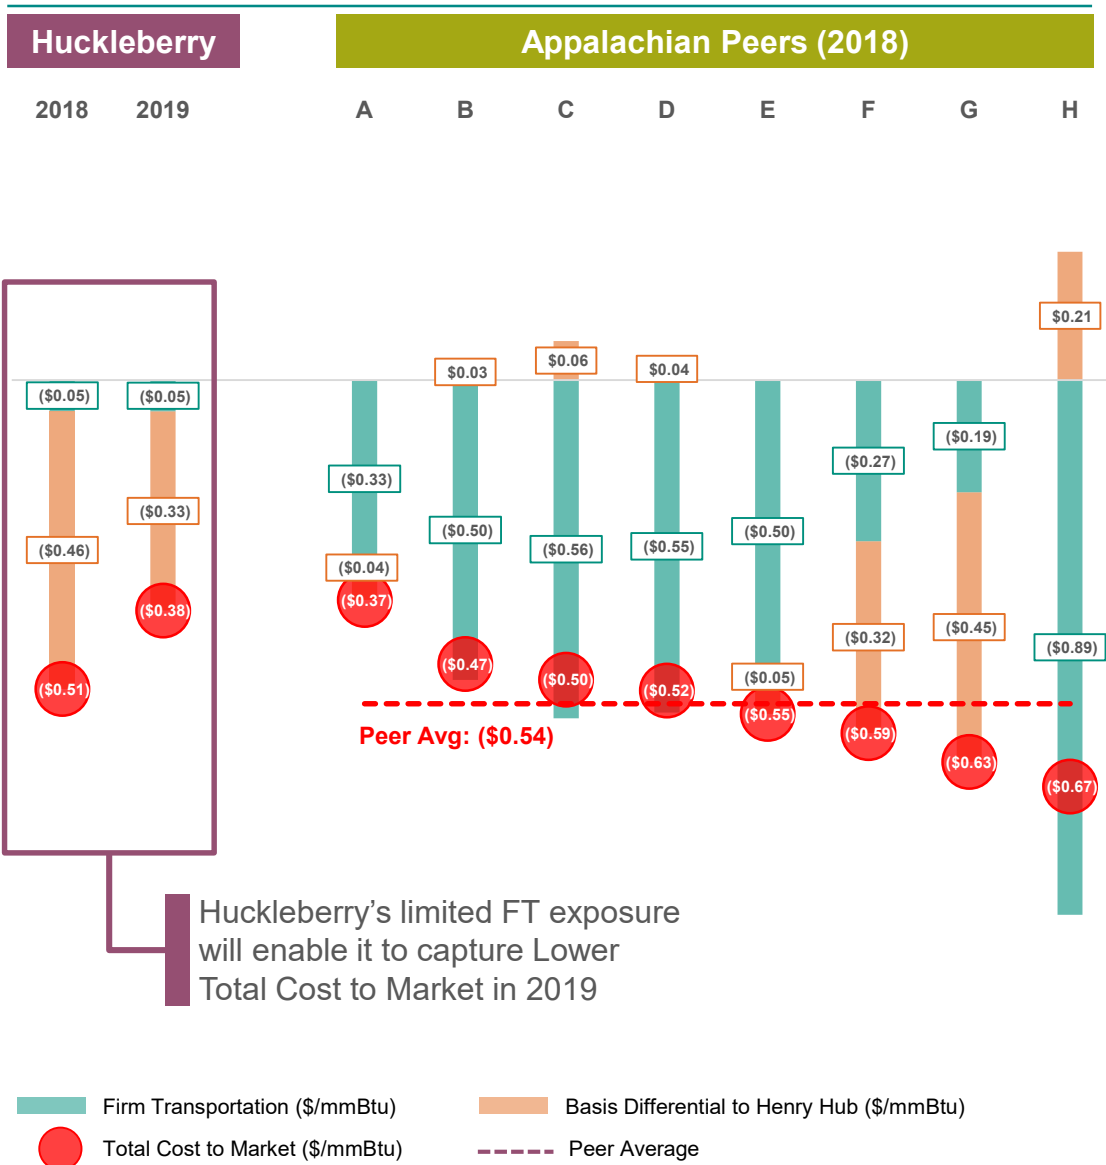 Huckleberry
Appalachian Peers (2018)
2018 2019 A B C D E F G H
$0.21
$0.03 $0.06 $0.04
($0.05) ($0.05)
($0.33) ($0.27) ($0.19)
($0.46) ($0.33) ($0.50) ($0.56) ($0.55) ($0.50)
($0.04)
($0.38) ($0.37)
($0.32) ($0.45) ($0.89)
($0.51) ($0.47) ($0.50) ($0.52) ($0.05)
($0.55) ($0.59) ($0.63) ($0.67)
Peer Avg: ($0.54)
Huckleberry's limited FT exposure
will enable it to capture Lower
Total Cost to Market in 2019
Firm Transportation ($/mmBtu) Basis Differential to Henry Hub ($/mmBtu)
Total Cost to Market ($/mmBtu) Peer Average